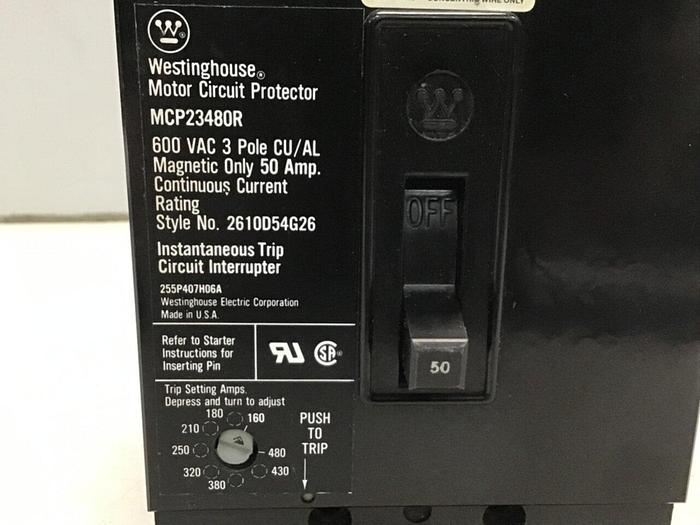 CONCENTRIC WIRE ONLY
Westinghouse®
Motor Circuit Protector
MCP23480R
600 VAC 3 Pole CU/AL
Magnetic Only 50 Amp.
Continuous Current
Rating
Style No. 2610D54G26
Instantaneous Trip
Circuit Interrupter
255P407H06A
Westinghouse Electric Corporation
Made in U.S.A.
Refer to Starter
Instructions for
Inserting Pin
Trip Setting Amps.
Depress and turn to adjust
180 160
210
250
480
320 430
380
PUSH
TO
TRIP
OFF
50